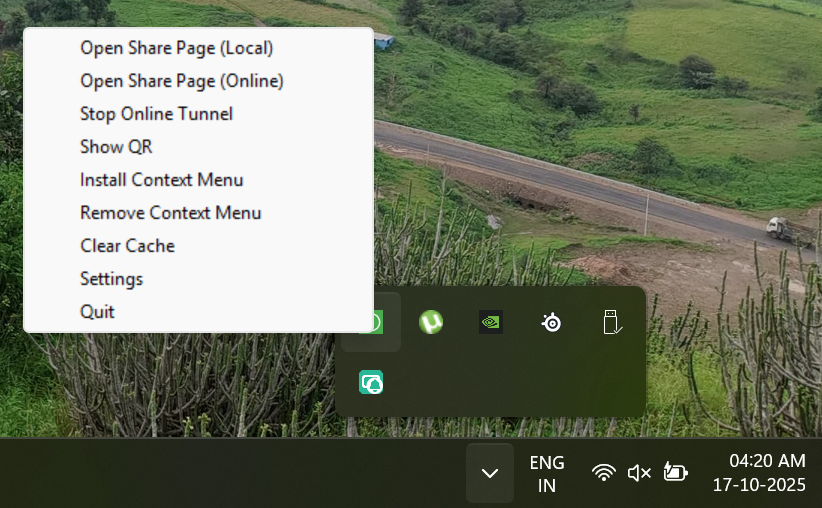 Open Share Page (Local)
Open Share Page (Online)
Stop Online Tunnel
Show QR
Install Context Menu
Remove Context Menu
Clear Cache
Settings
Quit
ENG
IN
04:20 AM
17-10-2025